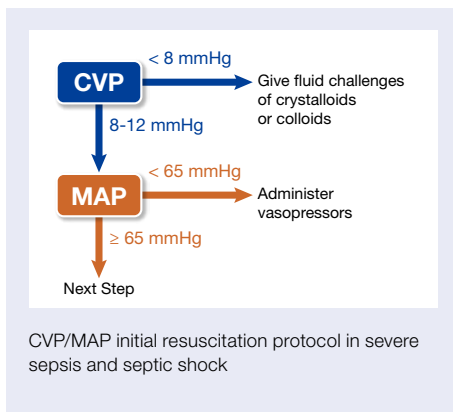 < 8 mmHg
CVP
Give fluid challenges
of crystalloids
or colloids
8-12 mmHg
< 65 mmHg
MAP
Administer
vasopressors
≥ 65 mmHg
Next Step
CVP/MAP initial resuscitation protocol in severe
sepsis and septic shock